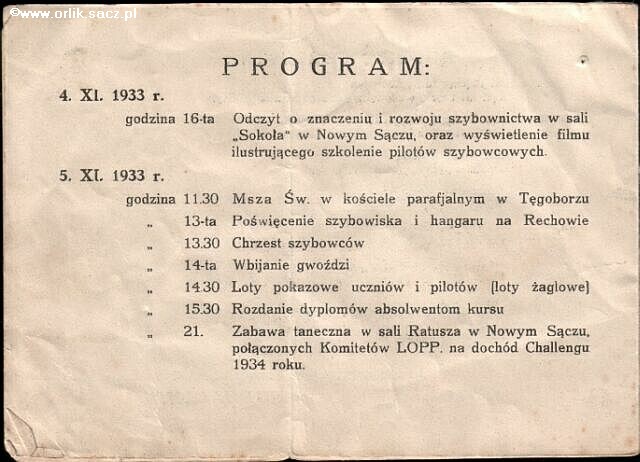 ©www.orlik.sacz.pl
PROGRAM:
4. XI. 1933 r.
godzina 16-ta Odczyt o znaczeniu i rozwoju szybownictwa w sali
„Sokoła" w Nowym Sączu, oraz wyświetlenie filmu
ilustrującego szkolenie pilotów szybowcowych.
5. XI. 1933 r.
godzina 11.30 Msza Św. w kościele parafjalnym w Tęgoborzu
„ 13-ta Poświęcenie szybowiska i hangaru na Rechowie
„ 13.30 Chrzest szybowców
„ 14-ta Wbijanie gwoździ
„ 14.30 Loty pokazowe uczniów i pilotów (loty żaglowe)
„ 15.30 Rozdanie dyplomów absolwentom kursu
„ 21. Zabawa taneczna w sali Ratusza w Nowym Sączu,
połączonych Komitetów LOPP. na dochód Challengu
1934 roku.